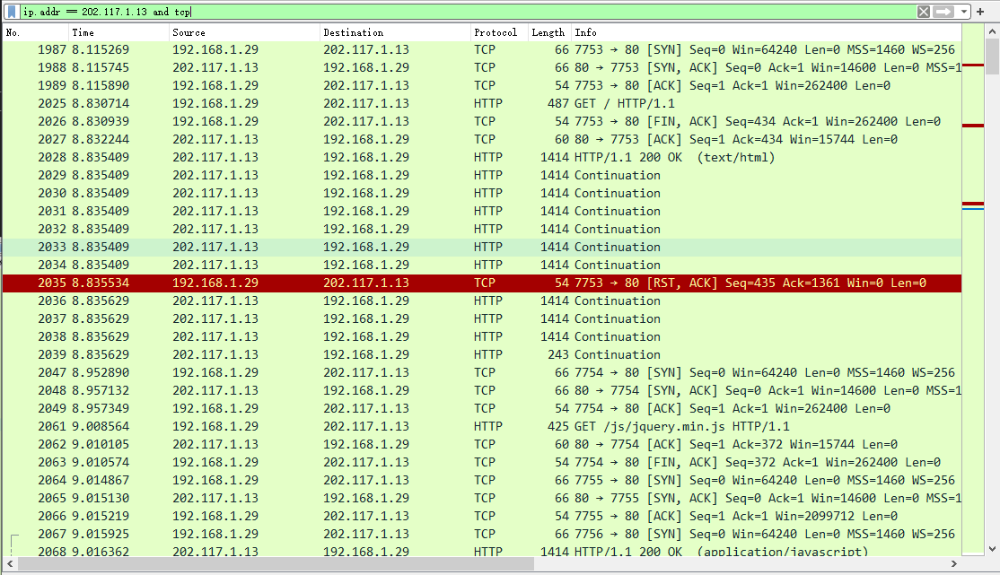 ip.addr == 202.117.1.13 and tcp
No. Time Source Destination Protocol Length Info
1987 8.115269 192.168.1.29 202.117.1.13 TCP 66 7753 → 80 [SYN] Seq=0 Win=64240 Len=0 MSS=1460 WS=256
1988 8.115745 202.117.1.13 192.168.1.29 TCP 66 80 → 7753 [SYN, ACK] Seq=0 Ack=1 Win=14600 Len=0 MSS=1
1989 8.115890 192.168.1.29 202.117.1.13 TCP 54 7753 → 80 [ACK] Seq=1 Ack=1 Win=262400 Len=0
2025 8.830714 192.168.1.29 202.117.1.13 HTTP 487 GET / HTTP/1.1
2026 8.830939 192.168.1.29 202.117.1.13 TCP 54 7753 → 80 [FIN, ACK] Seq=434 Ack=1 Win=262400 Len=0
2027 8.832244 202.117.1.13 192.168.1.29 TCP 60 80 → 7753 [ACK] Seq=1 Ack=434 Win=15744 Len=0
2028 8.835409 202.117.1.13 192.168.1.29 HTTP 1414 HTTP/1.1 200 OK (text/html)
2029 8.835409 202.117.1.13 192.168.1.29 HTTP 1414 Continuation
2030 8.835409 202.117.1.13 192.168.1.29 HTTP 1414 Continuation
2031 8.835409 202.117.1.13 192.168.1.29 HTTP 1414 Continuation
2032 8.835409 202.117.1.13 192.168.1.29 HTTP 1414 Continuation
2033 8.835409 202.117.1.13 192.168.1.29 HTTP 1414 Continuation
2034 8.835409 202.117.1.13 192.168.1.29 HTTP 1414 Continuation
2035 8.835534 192.168.1.29 202.117.1.13 TCP 54 7753 → 80 [RST, ACK] Seq=435 Ack=1361 Win=0 Len=0
2036 8.835629 202.117.1.13 192.168.1.29 HTTP 1414 Continuation
2037 8.835629 202.117.1.13 192.168.1.29 HTTP 1414 Continuation
2038 8.835629 202.117.1.13 192.168.1.29 HTTP 1414 Continuation
2039 8.835629 202.117.1.13 192.168.1.29 HTTP 243 Continuation
2047 8.952890 192.168.1.29 202.117.1.13 TCP 66 7754 → 80 [SYN] Seq=0 Win=64240 Len=0 MSS=1460 WS=256
2048 8.957132 202.117.1.13 192.168.1.29 TCP 66 80 → 7754 [SYN, ACK] Seq=0 Ack=1 Win=14600 Len=0 MSS=1
2049 8.957349 192.168.1.29 202.117.1.13 TCP 54 7754 → 80 [ACK] Seq=1 Ack=1 Win=262400 Len=0
2061 9.008564 192.168.1.29 202.117.1.13 HTTP 425 GET /js/jquery.min.js HTTP/1.1
2062 9.010105 202.117.1.13 192.168.1.29 TCP 60 80 → 7754 [ACK] Seq=1 Ack=372 Win=15744 Len=0
2063 9.010574 192.168.1.29 202.117.1.13 TCP 54 7754 → 80 [FIN, ACK] Seq=372 Ack=1 Win=262400 Len=0
2064 9.014867 192.168.1.29 202.117.1.13 TCP 66 7755 → 80 [SYN] Seq=0 Win=64240 Len=0 MSS=1460 WS=256
2065 9.015130 202.117.1.13 192.168.1.29 TCP 66 80 → 7755 [SYN, ACK] Seq=0 Ack=1 Win=14600 Len=0 MSS=1
2066 9.015219 192.168.1.29 202.117.1.13 TCP 54 7755 → 80 [ACK] Seq=1 Ack=1 Win=2099712 Len=0
2067 9.015925 192.168.1.29 202.117.1.13 TCP 66 7756 → 80 [SYN] Seq=0 Win=64240 Len=0 MSS=1460 WS=256
2068 9.016362 202.117.1.13 192.168.1.29 HTTP 1414 HTTP/1.1 200 OK (application/javascript)